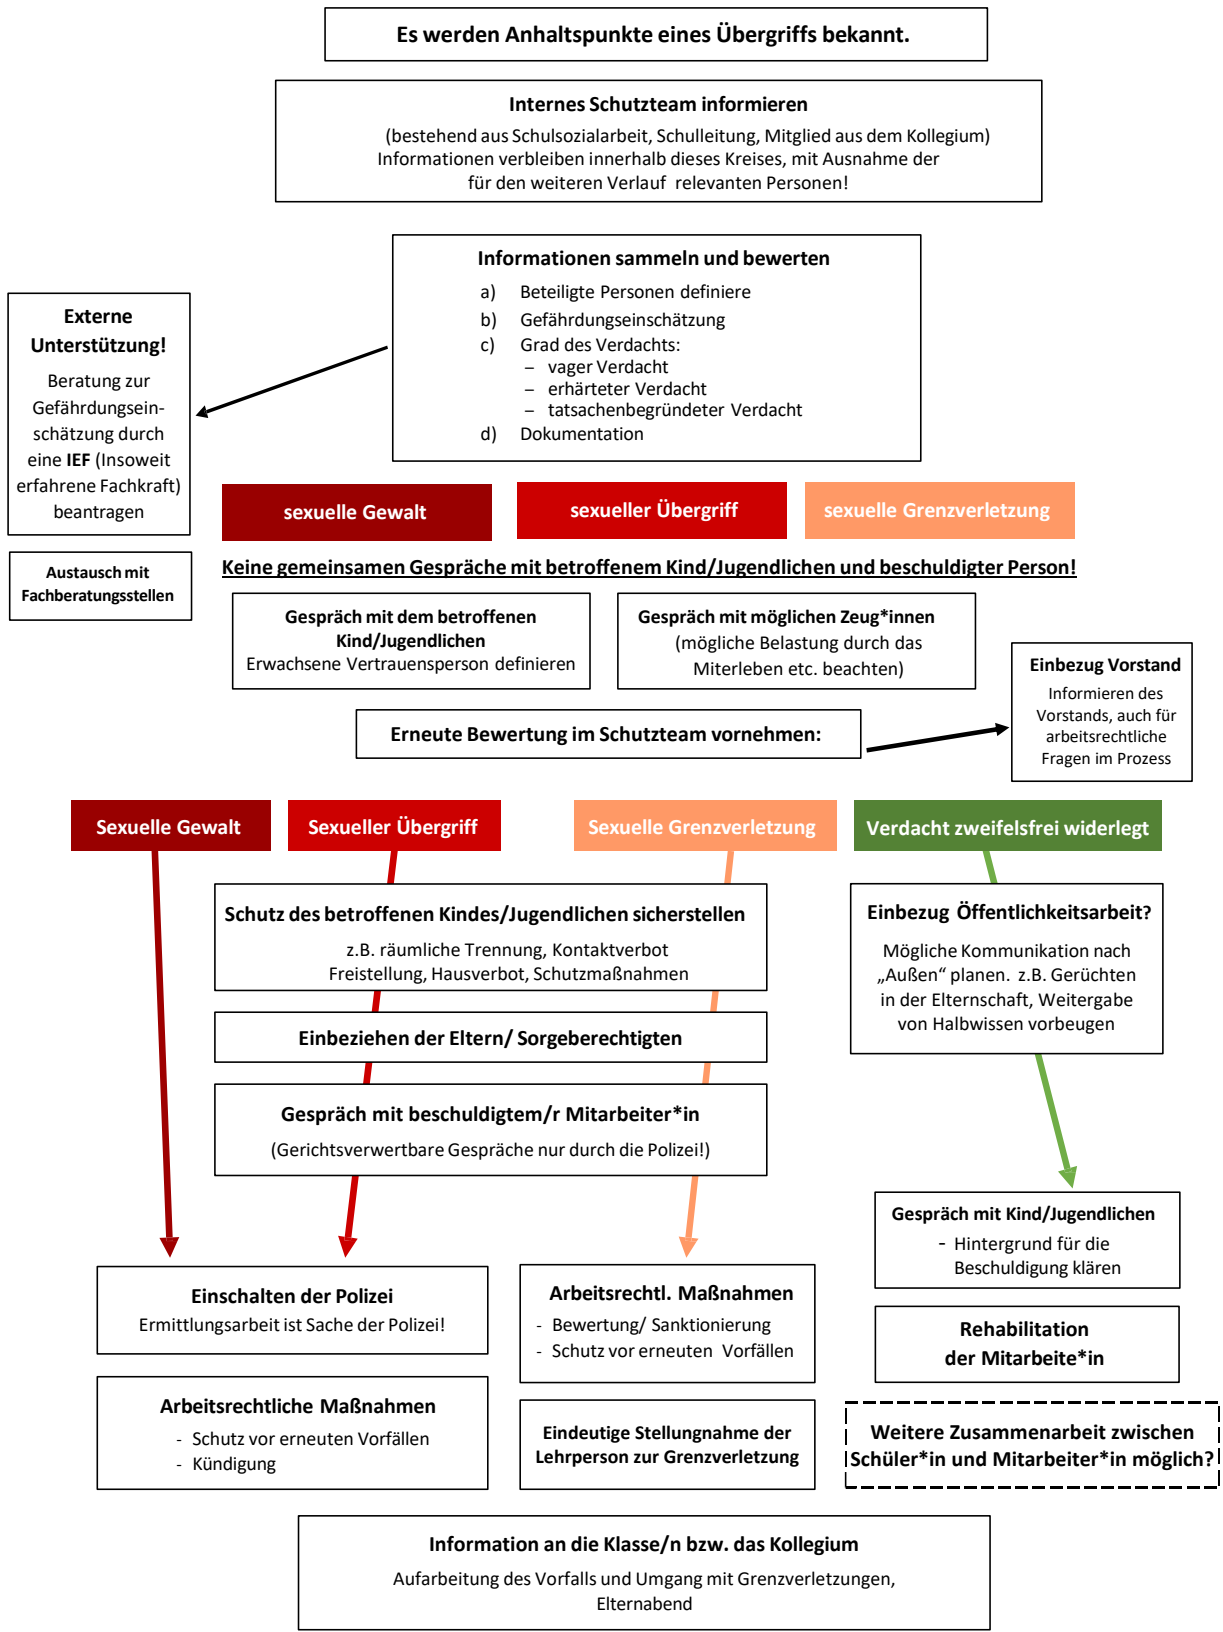 Es werden Anhaltspunkte eines Übergriffs bekannt.
Internes Schutzteam informieren
(bestehend aus Schulsozialarbeit, Schulleitung, Mitglied aus dem Kollegium)
Informationen verbleiben innerhalb dieses Kreises, mit Ausnahme der
für den weiteren Verlauf relevanten Personen!
Informationen sammeln und bewerten
a) Beteiligte Personen definiere
b) Gefährdungseinschätzung
c) Grad des Verdachts:
– vager Verdacht
– erhärteter Verdacht
– tatsachenbegründeter Verdacht
d) Dokumentation
Externe
Unterstützung!
Beratung zur
Gefährdungsein-
schätzung durch
eine IEF (Insoweit
erfahrene Fachkraft)
beantragen
Austausch mit
Fachberatungsstellen
sexuelle Gewalt
sexueller Übergriff
sexuelle Grenzverletzung
Keine gemeinsamen Gespräche mit betroffenem Kind/Jugendlichen und beschuldigter Person!
Gespräch mit dem betroffenen
Kind/Jugendlichen
Erwachsene Vertrauensperson definieren
Gespräch mit möglichen Zeug*innen
(mögliche Belastung durch das
Miterleben etc. beachten)
Einbezug Vorstand
Informieren des
Vorstands, auch für
arbeitsrechtliche
Fragen im Prozess
Erneute Bewertung im Schutzteam vornehmen:
Sexuelle Gewalt
Sexueller Übergriff
Sexuelle Grenzverletzung
Verdacht zweifelsfrei widerlegt
Schutz des betroffenen Kindes/Jugendlichen sicherstellen
z.B. räumliche Trennung, Kontaktverbot
Freistellung, Hausverbot, Schutzmaßnahmen
Einbeziehen der Eltern/ Sorgeberechtigten
Gespräch mit beschuldigtem/r Mitarbeiter*in
(Gerichtsverwertbare Gespräche nur durch die Polizei!)
Einbezug Öffentlichkeitsarbeit?
Mögliche Kommunikation nach
„Außen“ planen. z.B. Gerüchten
in der Elternschaft, Weitergabe
von Halbwissen vorbeugen
Gespräch mit Kind/Jugendlichen
- Hintergrund für die
Beschuldigung klären
Einschalten der Polizei
Ermittlungsarbeit ist Sache der Polizei!
Arbeitsrechtl. Maßnahmen
- Bewertung/ Sanktionierung
- Schutz vor erneuten Vorfällen
Rehabilitation
der Mitarbeite*in
Arbeitsrechtliche Maßnahmen
- Schutz vor erneuten Vorfällen
- Kündigung
Eindeutige Stellungnahme der
Lehrperson zur Grenzverletzung
Weitere Zusammenarbeit zwischen
Schüler*in und Mitarbeiter*in möglich?
Information an die Klasse/n bzw. das Kollegium
Aufarbeitung des Vorfalls und Umgang mit Grenzverletzungen,
Elternabend